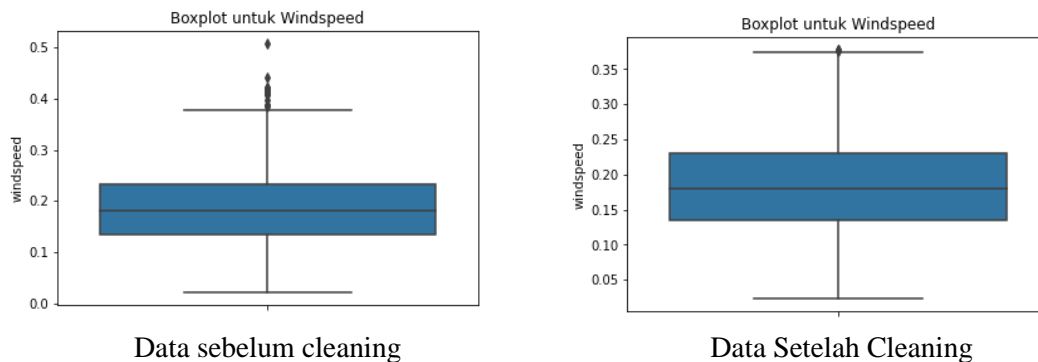 Boxplot untuk Windspeed
0.5
0.4
0.3
0.2
0.1
0.0
windspeed
Data sebelum cleaning
Boxplot untuk Windspeed
0.35
0.30
0.25
0.20
0.15
0.10
0.05
windspeed
Data Setelah Cleaning